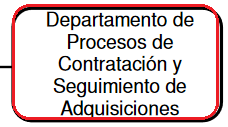 Departamento de
Procesos de
Contratación y
Seguimiento de
Adquisiciones